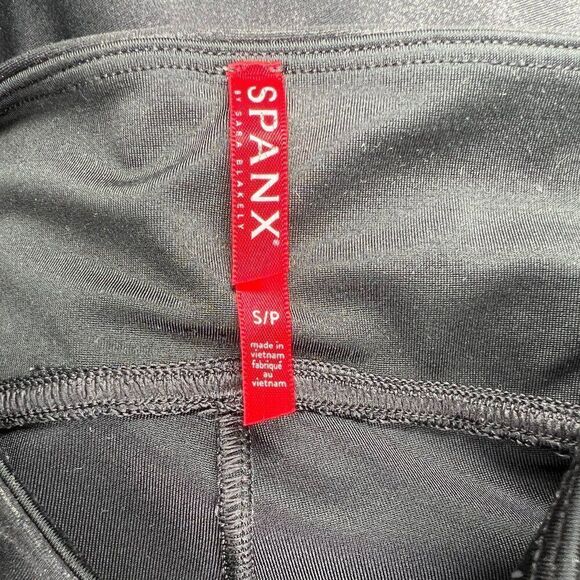 SPANX®
BY SARA BLAKELY
S/P
made in
vietnam
fabriqué
au
vietnam